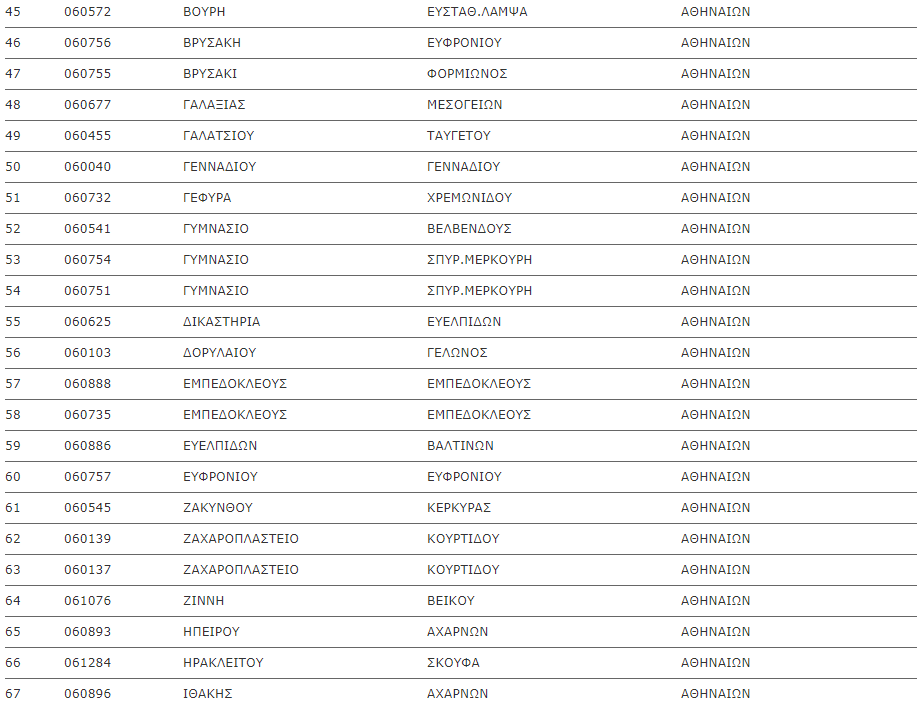 45 060572 ΒΟΥΡΗ ΕΥΣΤΑΘ.ΛΑΜΨΑ ΑΘΗΝΑΙΩΝ
46 060756 ΒΡΥΣΑΚΗ ΕΥΦΡΟΝΙΟΥ ΑΘΗΝΑΙΩΝ
47 060755 ΒΡΥΣΑΚΙ ΦΟΡΜΙΩΝΟΣ ΑΘΗΝΑΙΩΝ
48 060677 ΓΑΛΑΞΙΑΣ ΜΕΣΟΓΕΙΩΝ ΑΘΗΝΑΙΩΝ
49 060455 ΓΑΛΑΤΣΙΟΥ ΤΑΥΓΕΤΟΥ ΑΘΗΝΑΙΩΝ
50 060040 ΓΕΝΝΑΔΙΟΥ ΓΕΝΝΑΔΙΟΥ ΑΘΗΝΑΙΩΝ
51 060732 ΓΕΦΥΡΑ ΧΡΕΜΩΝΙΔΟΥ ΑΘΗΝΑΙΩΝ
52 060541 ΓΥΜΝΑΣΙΟ ΒΕΛΒΕΝΔΟΥΣ ΑΘΗΝΑΙΩΝ
53 060754 ΓΥΜΝΑΣΙΟ ΣΠΥΡ.ΜΕΡΚΟΥΡΗ ΑΘΗΝΑΙΩΝ
54 060751 ΓΥΜΝΑΣΙΟ ΣΠΥΡ.ΜΕΡΚΟΥΡΗ ΑΘΗΝΑΙΩΝ
55 060625 ΔΙΚΑΣΤΗΡΙΑ ΕΥΕΛΠΙΔΩΝ ΑΘΗΝΑΙΩΝ
56 060103 ΔΟΡΥΛΑΙΟΥ ΓΕΛΩΝΟΣ ΑΘΗΝΑΙΩΝ
57 060888 ΕΜΠΕΔΟΚΛΕΟΥΣ ΕΜΠΕΔΟΚΛΕΟΥΣ ΑΘΗΝΑΙΩΝ
58 060735 ΕΜΠΕΔΟΚΛΕΟΥΣ ΕΜΠΕΔΟΚΛΕΟΥΣ ΑΘΗΝΑΙΩΝ
59 060886 ΕΥΕΛΠΙΔΩΝ ΒΑΛΤΙΝΩΝ ΑΘΗΝΑΙΩΝ
60 060757 ΕΥΦΡΟΝΙΟΥ ΕΥΦΡΟΝΙΟΥ ΑΘΗΝΑΙΩΝ
61 060545 ΖΑΚΥΝΘΟΥ ΚΕΡΚΥΡΑΣ ΑΘΗΝΑΙΩΝ
62 060139 ΖΑΧΑΡΟΠΛΑΣΤΕΙΟ ΚΟΥΡΤΙΔΟΥ ΑΘΗΝΑΙΩΝ
63 060137 ΖΑΧΑΡΟΠΛΑΣΤΕΙΟ ΚΟΥΡΤΙΔΟΥ ΑΘΗΝΑΙΩΝ
64 061076 ΖΙΝΝΗ ΒΕΙΚΟΥ ΑΘΗΝΑΙΩΝ
65 060893 ΗΠΕΙΡΟΥ ΑΧΑΡΝΩΝ ΑΘΗΝΑΙΩΝ
66 061284 ΗΡΑΚΛΕΙΤΟΥ ΣΚΟΥΦΑ ΑΘΗΝΑΙΩΝ
67 060896 ΙΘΑΚΗΣ ΑΧΑΡΝΩΝ ΑΘΗΝΑΙΩΝ